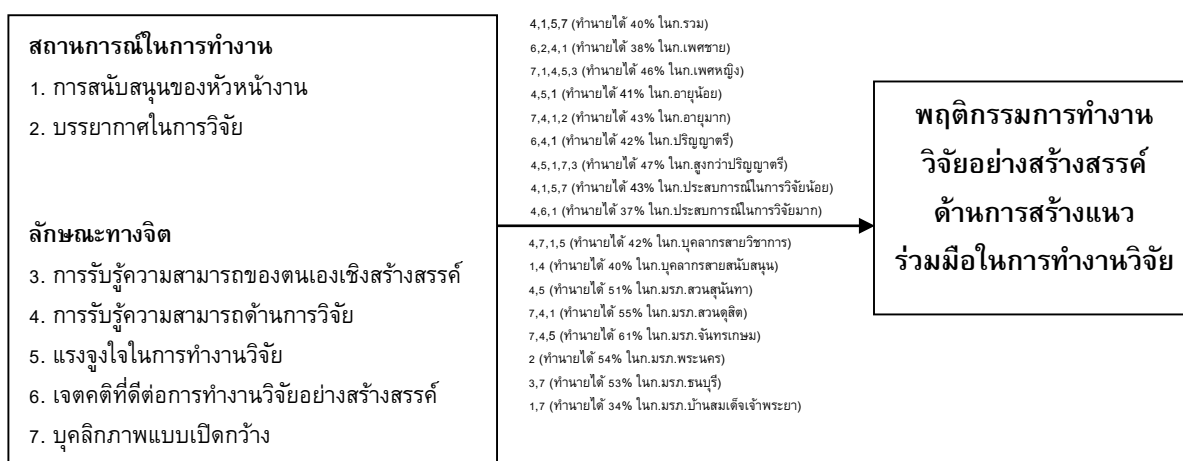 สถานการณ์ในการทำงาน
1. การสนับสนุนของหัวหน้างาน
2. บรรยากาศในการวิจัย
ลักษณะทางจิต
3. การรับรู้ความสามารถของตนเองเชิงสร้างสรรค์
4. การรับรู้ความสามารถด้านการวิจัย
5. แรงจูงใจในการทำงานวิจัย
6. เจตคติที่ดีต่อการทำงานวิจัยอย่างสร้างสรรค์
7. บุคลิกภาพแบบเปิดกว้าง
4,1,5,7 (ทำนายได้ 40% ในก.รวม)
6,2,4,1 (ทำนายได้ 38% ในก.เพศชาย)
7,1,4,5,3 (ทำนายได้ 46% ในก.เพศหญิง)
4,5,1 (ทำนายได้ 41% ในก.อายุน้อย)
7,4,1,2 (ทำนายได้ 43% ในก.อายุมาก)
6,4,1 (ทำนายได้ 42% ในก.ปริญญาตรี)
4,5,1,7,3 (ทำนายได้ 47% ในก.สูงกว่าปริญญาตรี)
4,1,5,7 (ทำนายได้ 43% ในก.ประสบการณ์ในการวิจัยน้อย)
4,6,1 (ทำนายได้ 37% ในก.ประสบการณ์ในการวิจัยมาก)
4,7,1,5 (ทำนายได้ 42% ในก.บุคลากรสายวิชาการ)
1,4 (ทำนายได้ 40% ในก.บุคลากรสายสนับสนุน)
4,5 (ทำนายได้ 51% ในก.มรภ.สวนสุนันทา)
7,4,1 (ทำนายได้ 55% ในก.มรภ.สวนดุสิต)
7,4,5 (ทำนายได้ 61% ในก.มรภ.จันทรเกษม)
2 (ทำนายได้ 54% ในก.มรภ.พระนคร)
3,7 (ทำนายได้ 53% ในก.มรภ.ธนบุรี)
1,7 (ทำนายได้ 34% ในก.มรภ.บ้านสมเด็จเจ้าพระยา)
พฤติกรรมการทำงาน
วิจัยอย่างสร้างสรรค์
ด้านการสร้างแนว
ร่วมมือในการทำงานวิจัย